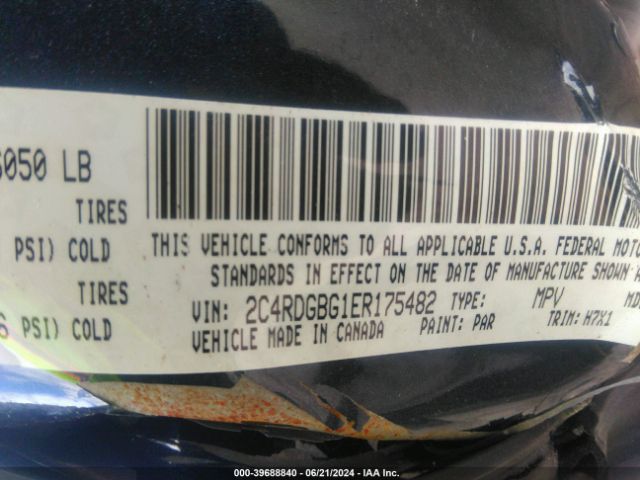 6050 LB
TIRES
PSI) COLD
TIRES
PSI) COLD
THIS VEHICLE CONFORMS TO ALL APPLICABLE U.S.A. FEDERAL MOTO
STANDARDS IN EFFECT ON THE DATE OF MANUFACTURE SHOWN
VIN: 2C4RDGBG1ER175482 TYPE: MPV
VEHICLE MADE IN CANADA PAINT: PAR TRIM: H7X1
000-39688840 - 06/21/2024 - IAA Inc.